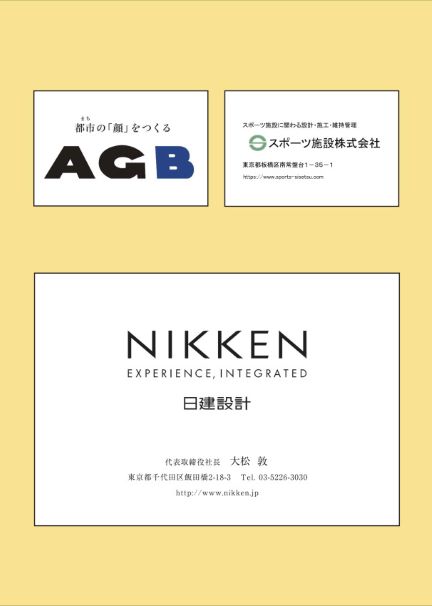 都市の「顔」をつくる
まち
AGB
スポーツ施設に関わる設計・施工・維持管理
スポーツ施設株式会社
東京都板橋区南常盤台1-35-1
https://www.sports-sisetsu.com
NIKKEN
EXPERIENCE, INTEGRATED
日建設計
代表取締役社長 大松 敦
東京都千代田区飯田橋2-18-3 Tel. 03-5226-3030
http://www.nikken.jp